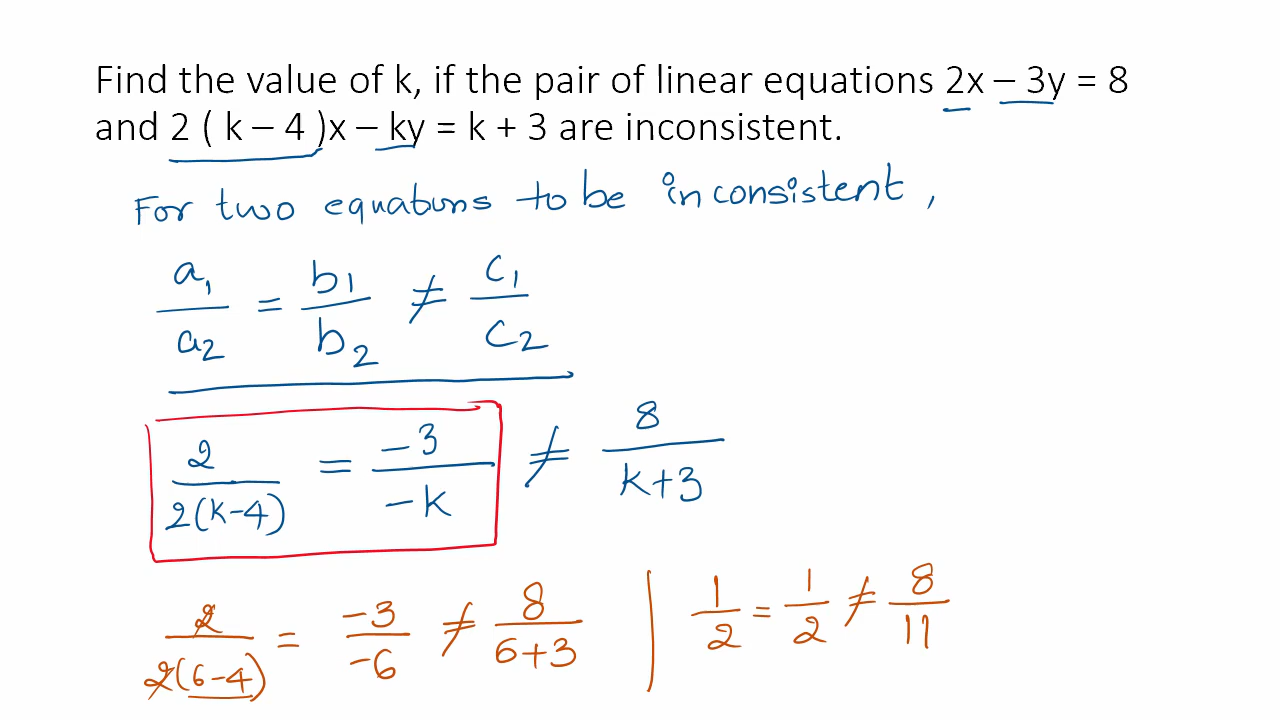 Find the value of k, if the pair of linear equations 2x – 3y = 8
and 2 ( k – 4 )x – ky = k + 3 are inconsistent.
For two equations to be inconsistent,
a₁/a₂ = b1/b₂ ≠ c₁/c₂
2/2(k-4) = -3/-k ≠ 8/k+3
2/2(6-4) = -3/-6 ≠ 8/6+3 | 1/2 = 1/2 ≠ 8/11